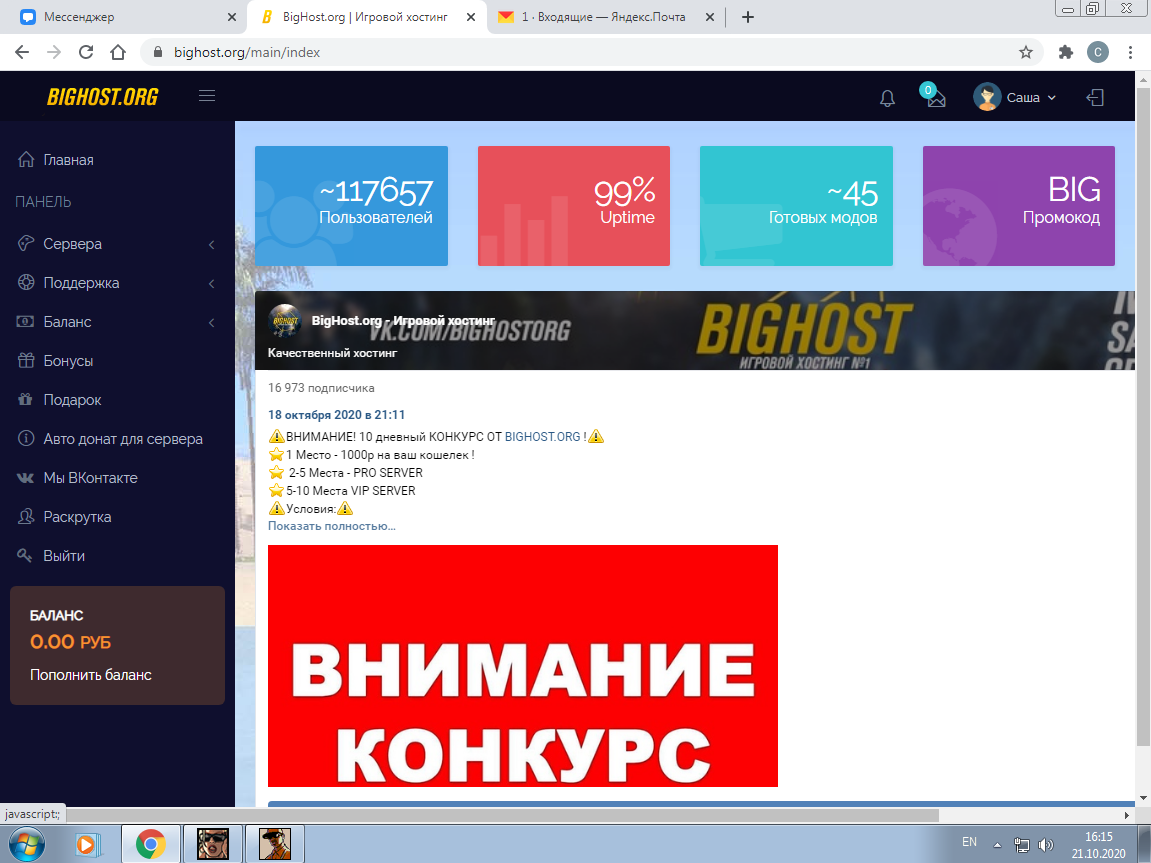 Мессенджер
BigHost.org | Игровой хостинг
1 · Входящие — Яндекс.Почта
bighost.org/main/index
С
BIGHOST.ORG
0
Саша
Главная
ПАНЕЛЬ
Сервера
Поддержка
Баланс
Бонусы
Подарок
Авто донат для сервера
Мы ВКонтакте
Раскрутка
Выйти
БАЛАНС
0.00 РУБ
Пополнить баланс
~117657
Пользователей
99%
Uptime
~45
Готовых модов
BIG
Промокод
BIGHOST
BigHost.org - Игровой хостинг
VK.COM/BIGHOSTORG
Качественный хостинг
BIGHOST
ИГРОВОЙ ХОСТИНГ №1
16 973 подписчика
18 октября 2020 в 21:11
⚠ВНИМАНИЕ! 10 дневный КОНКУРС ОТ BIGHOST.ORG !⚠
⭐1 Место - 1000р на ваш кошелек !
⭐ 2-5 Места - PRO SERVER
⭐5-10 Места VIP SERVER
⚠Условия:⚠
Показать полностью...
ВНИМАНИЕ
КОНКУРС
javascript:;
EN
16:15
21.10.2020